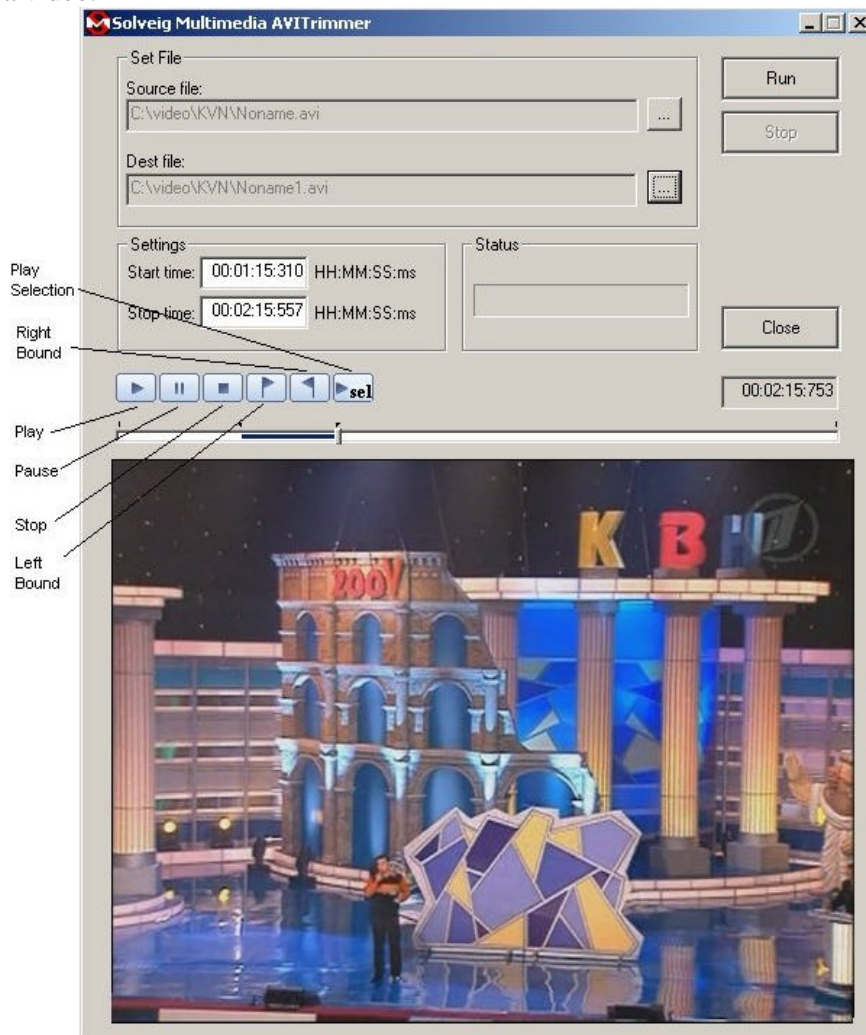 Solveig Multimedia AVITrimmer
Set File
Source file:
C:\video\KVN\Noname.avi
...
Run
Stop
Dest file:
C:\video\KVN\Noname1.avi
...
Settings
Start time: 00:01:15:310 HH:MM:SS:ms
Stop time: 00:02:15:557 HH:MM:SS:ms
Status
Close
Play
Selection
Right
Bound
sel
00:02:15:753
Play
Pause
Stop
Left
Bound
К В Н
200V